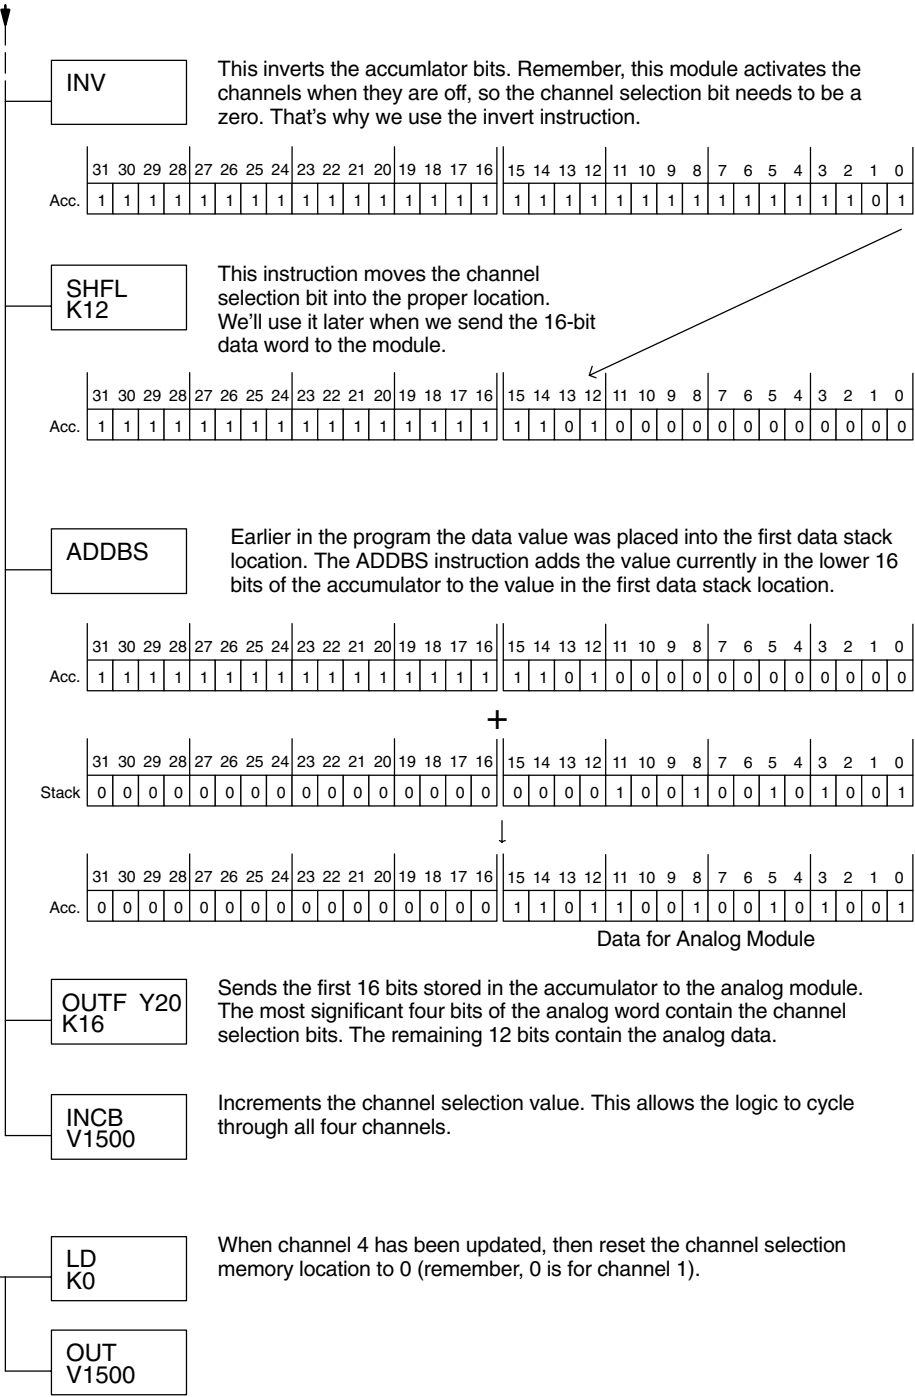 INV
This inverts the accumlator bits. Remember, this module activates the
channels when they are off, so the channel selection bit needs to be a
zero. That's why we use the invert instruction.
31 30 29 28 27 26 25 24 23 22 21 20 19 18 17 16 15 14 13 12 11 10 9 8 7 6 5 4 3 2 1 0
Acc. 1 1 1 1 1 1 1 1 1 1 1 1 1 1 1 1 1 1 1 1 1 1 1 1 1 1 1 1 1 1 0 1
SHFL
K12
This instruction moves the channel
selection bit into the proper location.
We'll use it later when we send the 16-bit
data word to the module.
31 30 29 28 27 26 25 24 23 22 21 20 19 18 17 16 15 14 13 12 11 10 9 8 7 6 5 4 3 2 1 0
Acc. 1 1 1 1 1 1 1 1 1 1 1 1 1 1 1 1 1 1 0 1 0 0 0 0 0 0 0 0 0 0 0 0
ADDBS
Earlier in the program the data value was placed into the first data stack
location. The ADDBS instruction adds the value currently in the lower 16
bits of the accumulator to the value in the first data stack location.
31 30 29 28 27 26 25 24 23 22 21 20 19 18 17 16 15 14 13 12 11 10 9 8 7 6 5 4 3 2 1 0
Acc. 1 1 1 1 1 1 1 1 1 1 1 1 1 1 1 1 1 1 0 1 0 0 0 0 0 0 0 0 0 0 0 0
+
31 30 29 28 27 26 25 24 23 22 21 20 19 18 17 16 15 14 13 12 11 10 9 8 7 6 5 4 3 2 1 0
Stack 0 0 0 0 0 0 0 0 0 0 0 0 0 0 0 0 0 0 0 0 1 0 0 1 0 0 1 0 1 0 0 1
31 30 29 28 27 26 25 24 23 22 21 20 19 18 17 16 15 14 13 12 11 10 9 8 7 6 5 4 3 2 1 0
Acc. 0 0 0 0 0 0 0 0 0 0 0 0 0 0 0 0 1 1 0 1 1 0 0 1 0 0 1 0 1 0 0 1
Data for Analog Module
OUTF Y20
K16
Sends the first 16 bits stored in the accumulator to the analog module.
The most significant four bits of the analog word contain the channel
selection bits. The remaining 12 bits contain the analog data.
INCB
V1500
Increments the channel selection value. This allows the logic to cycle
through all four channels.
LD
K0
When channel 4 has been updated, then reset the channel selection
memory location to 0 (remember, 0 is for channel 1).
OUT
V1500